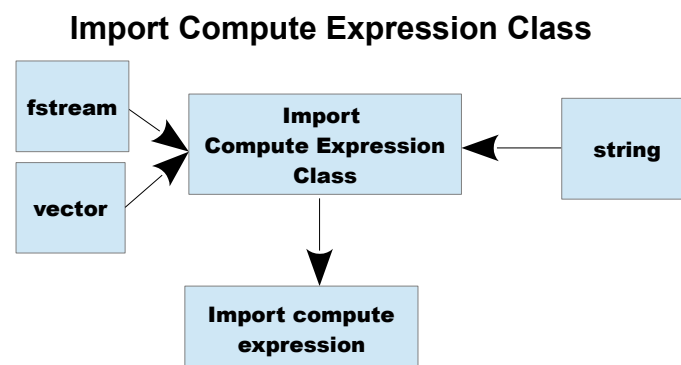 Import Compute Expression Class
fstream
Import
Compute Expression
Class
string
vector
Import compute
expression